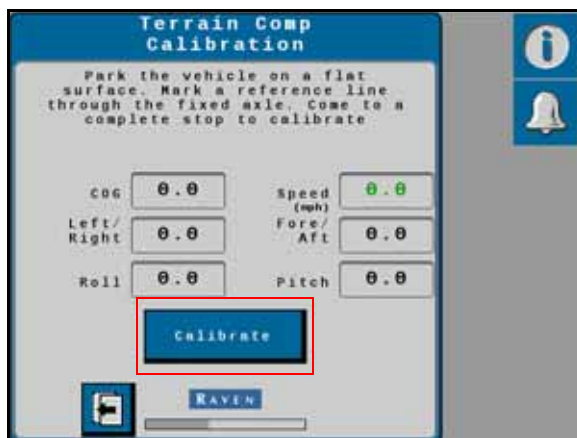 Terrain Comp
Calibration
Park the vehicle on a flat
surface. Mark a reference line
through the fixed axle. Come to a
complete stop to calibrate
COG 0.0 Speed (mph) 0.0
Left/Right 0.0 Fore/Aft 0.0
Roll 0.0 Pitch 0.0
Calibrate
RAVEN